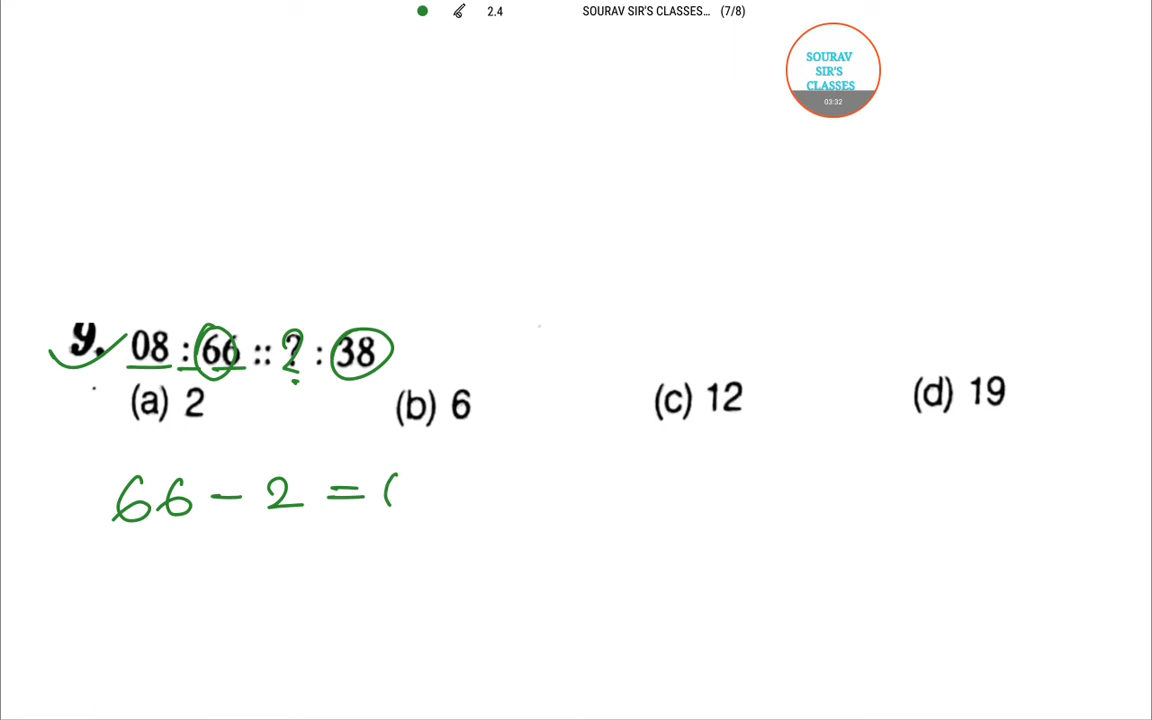 2.4 SOURAV SIR'S CLASSES... (7/8)
SOURAV
SIR'S
CLASSES
03:32
9. 08 : 66 :: ? : 38
(a) 2 (b) 6 (c) 12 (d) 19
66 - 2 = (